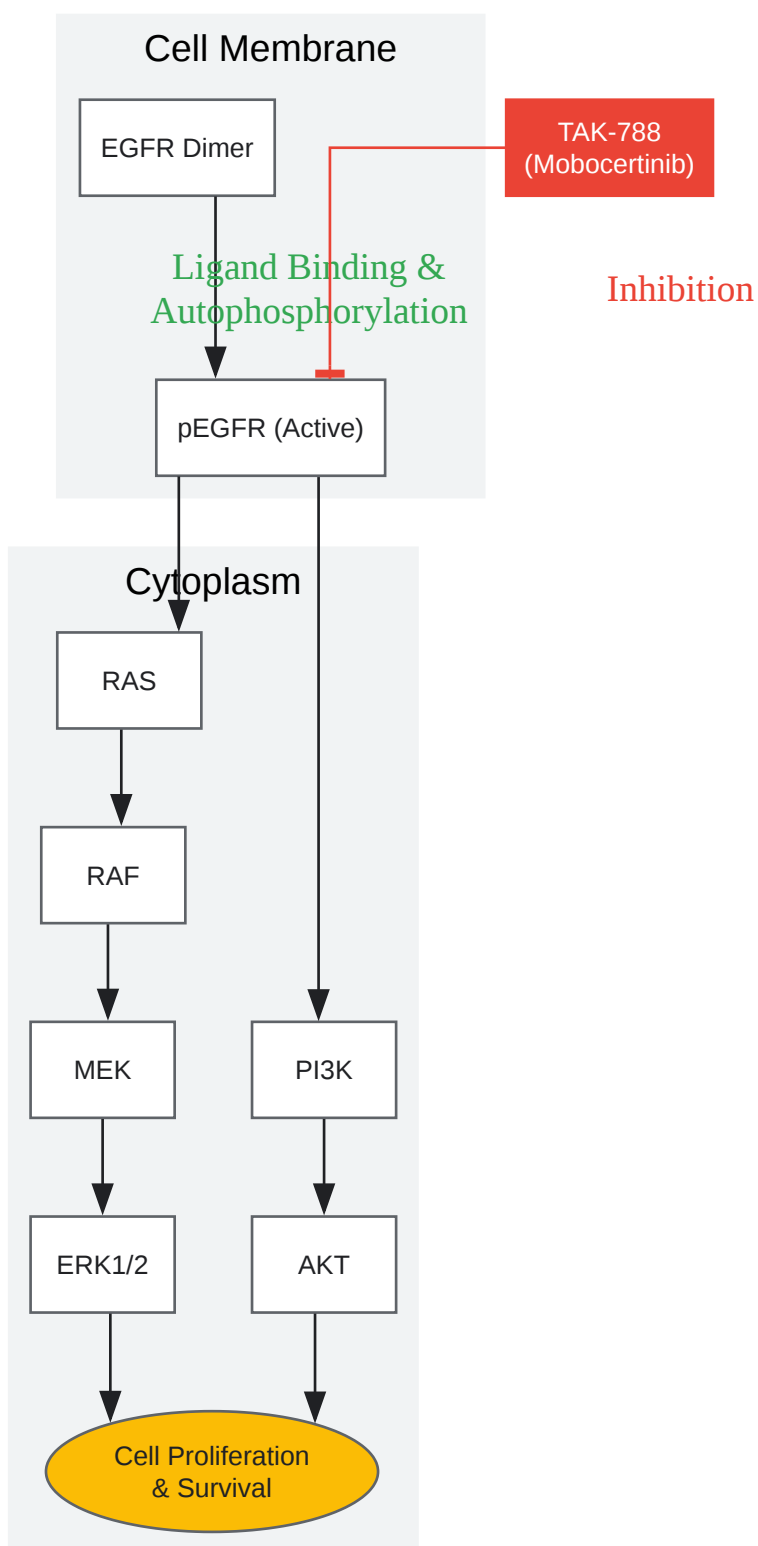 Cell Membrane
EGFR Dimer
TAK-788
(Mobocertinib)
Ligand Binding &
Autophosphorylation
Inhibition
pEGFR (Active)
Cytoplasm
RAS
RAF
MEK
PI3K
ERK1/2
AKT
Cell Proliferation
& Survival